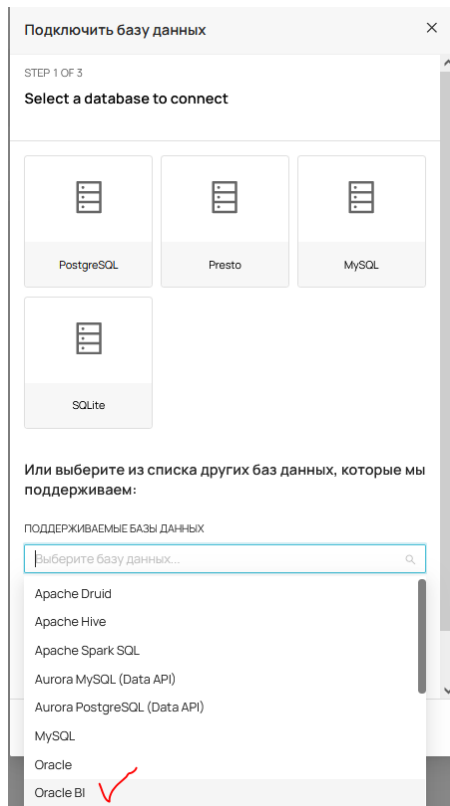 Подключить базу данных
STEP 1 OF 3
Select a database to connect
PostgreSQL
Presto
MySQL
SQLite
Или выберите из списка других баз данных, которые мы
поддерживаем:
ПОДДЕРЖИВАЕМЫЕ БАЗЫ ДАННЫХ
Выберите базу данных...
Apache Druid
Apache Hive
Apache Spark SQL
Aurora MySQL (Data API)
Aurora PostgreSQL (Data API)
MySQL
Oracle
Oracle BI